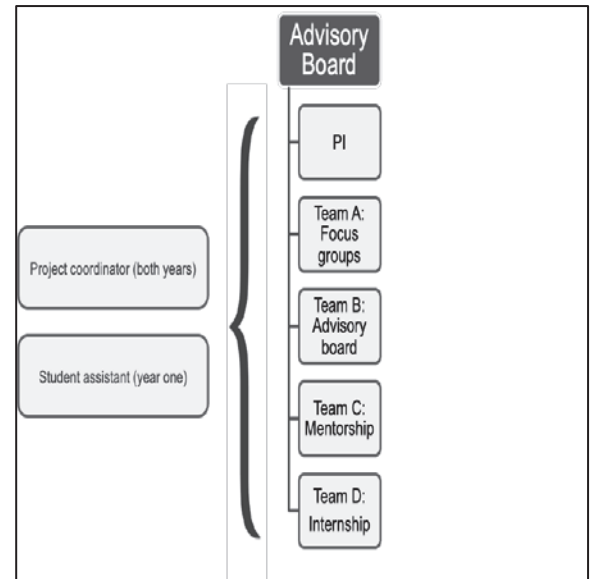 Advisory
Board
PI
Team A:
Focus
groups
Team B:
Advisory
board
Team C:
Mentorship
Team D:
Internship
Project coordinator (both years)
Student assistant (year one)